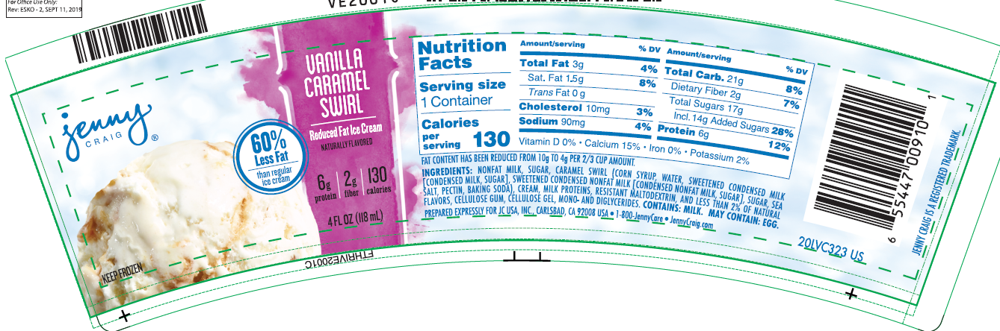 For Office Use Only:
Rev: ESKO - 2, SEPT 11, 2019
jenny
CRAIG ®
60%
Less Fat
than regular
ice cream
KEEP FROZEN
VANILLA
CARAMEL
SWIRL
Reduced Fat Ice Cream
NATURALLY FLAVORED
6g protein
2g fiber
130 calories
4 FL OZ (118 mL)
FTHRIVE2001C
Nutrition
Facts
Serving size
1 Container
Calories
per
serving 130
Amount/serving % DV
Total Fat 3g 4%
Sat. Fat 1.5g 8%
Trans Fat 0 g
Cholesterol 10mg 3%
Sodium 90mg 4%
Amount/serving % DV
Total Carb. 21g 8%
Dietary Fiber 2g 7%
Total Sugars 17g
Incl. 14g Added Sugars 28%
Protein 6g 12%
Vitamin D 0% • Calcium 15% • Iron 0% • Potassium 2%
FAT CONTENT HAS BEEN REDUCED FROM 10g TO 4g PER 2/3 CUP AMOUNT.
INGREDIENTS: NONFAT MILK, SUGAR, CARAMEL SWIRL (CORN SYRUP, WATER, SWEETENED CONDENSED MILK
[CONDENSED MILK, SUGAR], SWEETENED CONDENSED NONFAT MILK [CONDENSED NONFAT MILK, SUGAR], SUGAR, SEA
SALT, PECTIN, BAKING SODA), CREAM, MILK PROTEINS, RESISTANT MALTODEXTRIN, AND LESS THAN 2% OF NATURAL
FLAVORS, CELLULOSE GUM, CELLULOSE GEL, MONO- AND DIGLYCERIDES. CONTAINS: MILK. MAY CONTAIN: EGG.
PREPARED EXPRESSLY FOR JC USA, INC., CARLSBAD, CA 92008 USA • 1-800-JennyCare • JennyCraig.com
20LVC323 US
6 55447 00910 1
JENNY CRAIG IS A REGISTERED TRADEMARK.